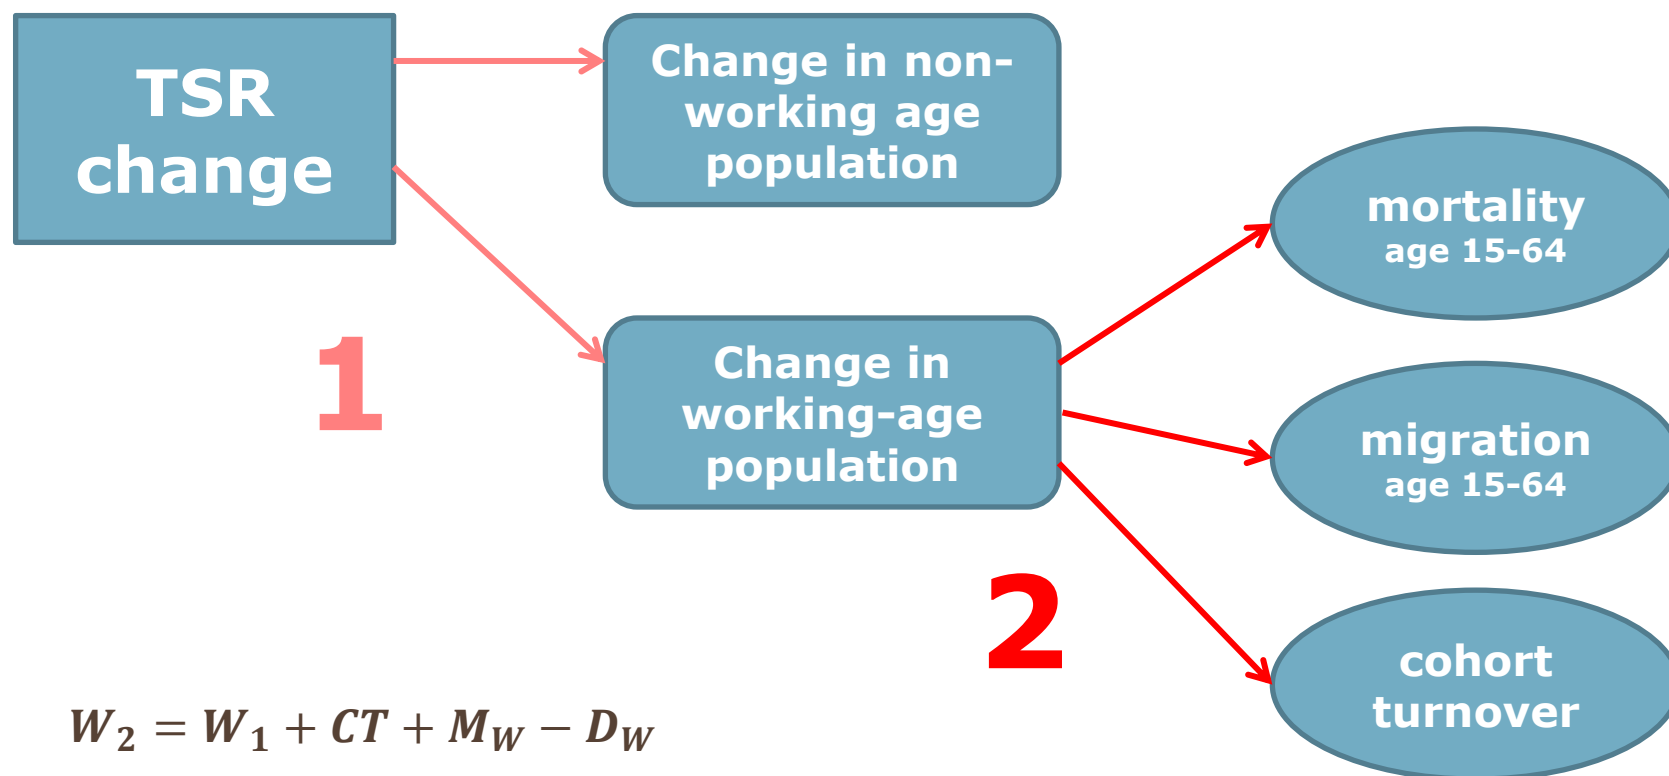 TSR
change
Change in non-
working age
population
1
Change in
working-age
population
2
mortality
age 15-64
migration
age 15-64
cohort
turnover
W₂ = W₁ + CT + M_W − D_W